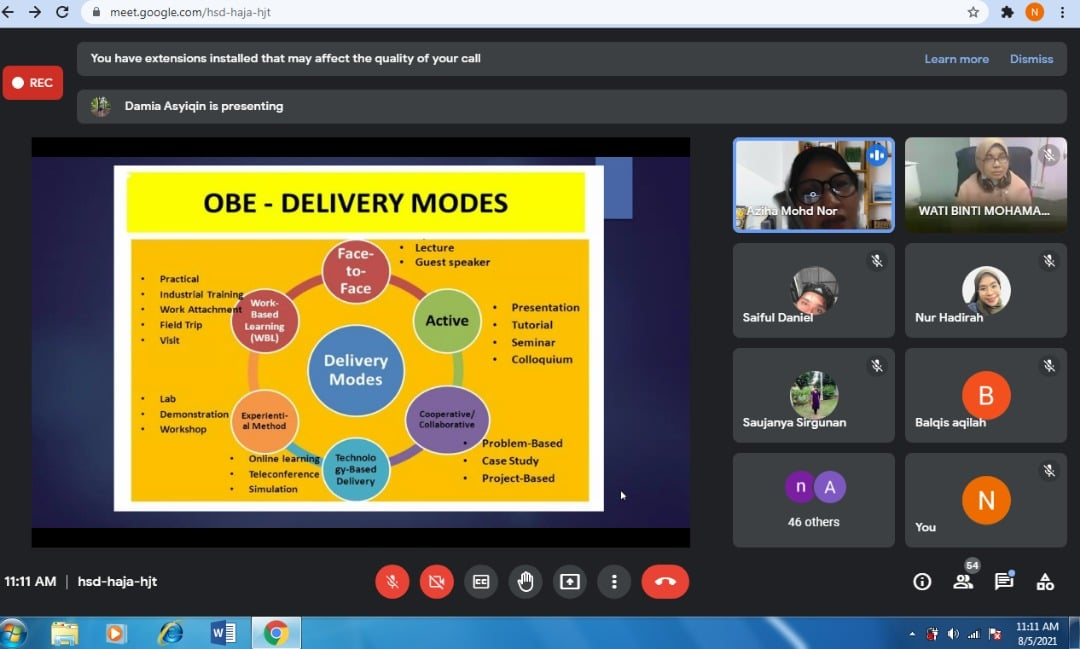 meet.google.com/hsd-haja-hjt
N
You have extensions installed that may affect the quality of your call
Learn more
Dismiss
REC
Damia Asyiqin is presenting
OBE - DELIVERY MODES
Face-
to-
Face
• Lecture
• Guest speaker
Active
• Presentation
• Tutorial
• Seminar
• Colloquium
Cooperative/
Collaborative
• Problem-Based
• Case Study
• Project-Based
Technolo
gy-Based
Delivery
• Online learning
• Teleconference
• Simulation
Experienti-
al Method
• Lab
• Demonstration
• Workshop
Work-
Based
Learning
(WBL)
• Practical
• Industrial Training
• Work Attachment
• Field Trip
• Visit
Delivery
Modes
Aziha Mohd Nor
WATI BINTI MOHAMA...
Saiful Daniel
Nur Hadirah
Saujanya Sirgunan
B
Balqis aqilah
n A
46 others
N
You
11:11 AM | hsd-haja-hjt
54
W
11:11 AM
8/5/2021